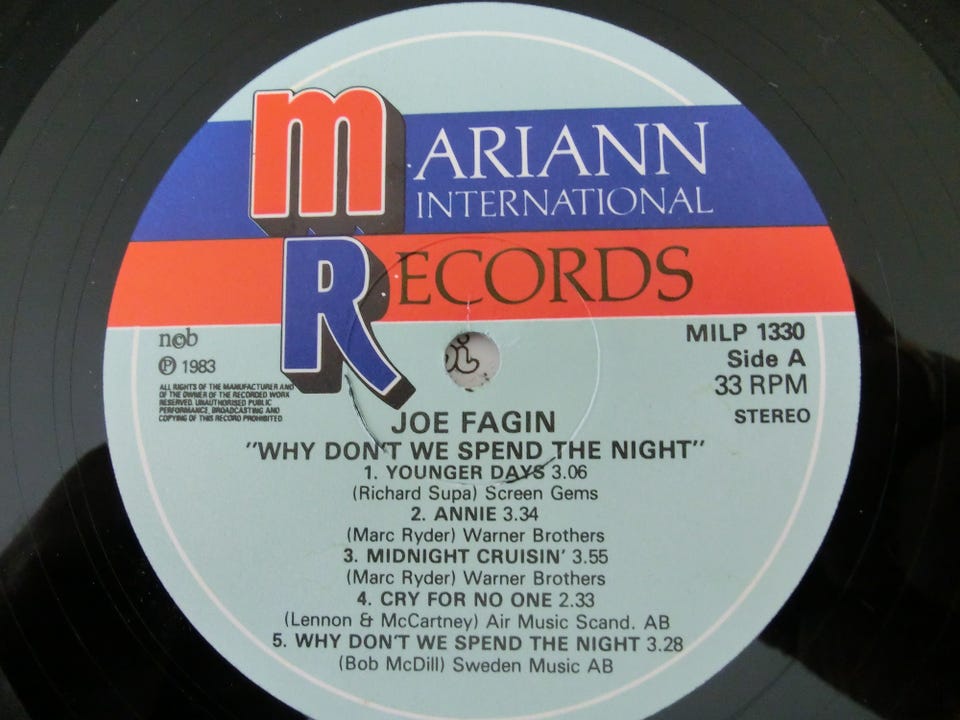 MARIANN
INTERNATIONAL
RECORDS
ncb
Ⓟ 1983
ALL RIGHTS OF THE MANUFACTURER AND
OF THE OWNER OF THE RECORDED WORK
RESERVED. UNAUTHORISED PUBLIC
PERFORMANCE, BROADCASTING AND
COPYING OF THIS RECORD PROHIBITED
MILP 1330
Side A
33 RPM
STEREO
JOE FAGIN
"WHY DON'T WE SPEND THE NIGHT"
1. YOUNGER DAYS 3.06
(Richard Supa) Screen Gems
2. ANNIE 3.34
(Marc Ryder) Warner Brothers
3. MIDNIGHT CRUISIN' 3.55
(Marc Ryder) Warner Brothers
4. CRY FOR NO ONE 2.33
(Lennon & McCartney) Air Music Scand. AB
5. WHY DON'T WE SPEND THE NIGHT 3.28
(Bob McDill) Sweden Music AB